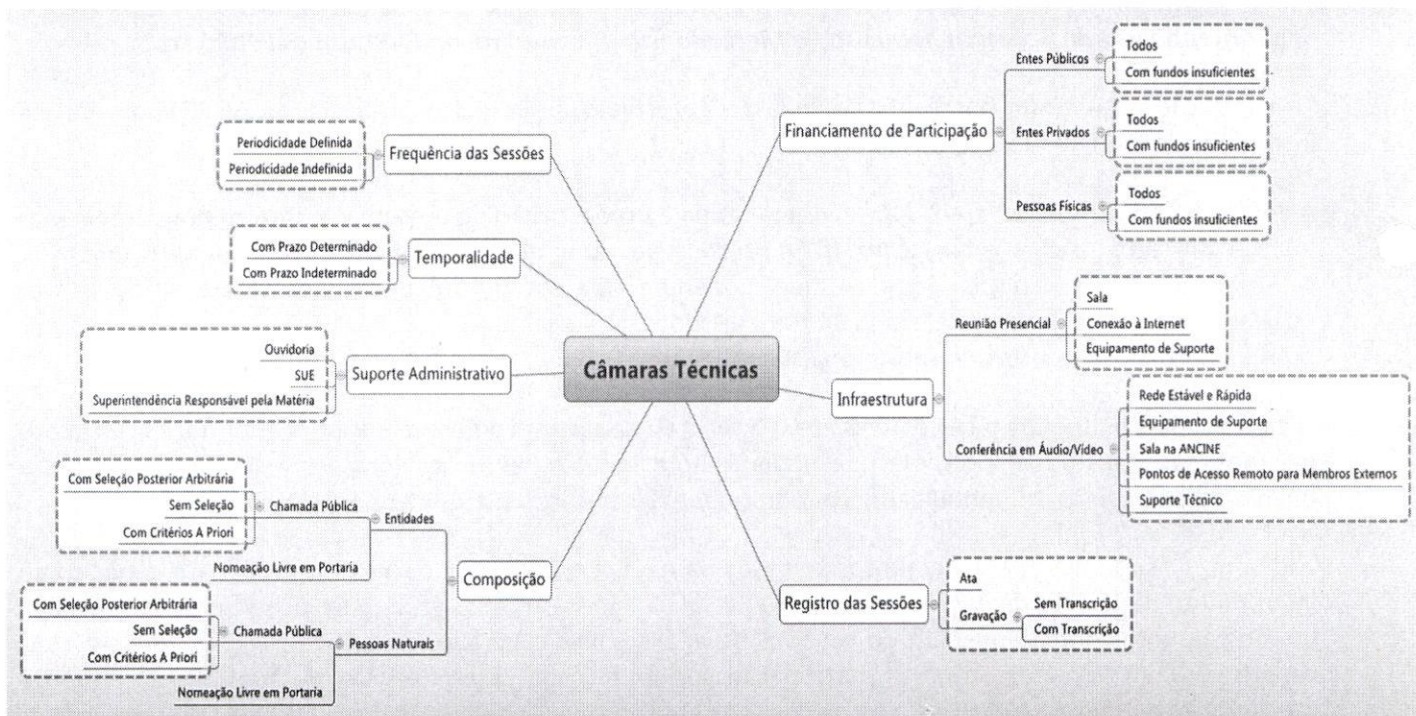 Câmaras Técnicas
Frequência das Sessões
Periodicidade Definida
Periodicidade Indefinida
Temporalidade
Com Prazo Determinado
Com Prazo Indeterminado
Suporte Administrativo
Ouvidoria
SUE
Superintendência Responsável pela Matéria
Composição
Entidades
Chamada Pública
Com Seleção Posterior Arbitrária
Sem Seleção
Com Critérios A Priori
Nomeação Livre em Portaria
Pessoas Naturais
Chamada Pública
Com Seleção Posterior Arbitrária
Sem Seleção
Com Critérios A Priori
Nomeação Livre em Portaria
Financiamento de Participação
Entes Públicos
Todos
Com fundos insuficientes
Entes Privados
Todos
Com fundos insuficientes
Pessoas Físicas
Todos
Com fundos insuficientes
Infraestrutura
Reunião Presencial
Sala
Conexão à Internet
Equipamento de Suporte
Conferência em Áudio/Vídeo
Rede Estável e Rápida
Equipamento de Suporte
Sala na ANCINE
Pontos de Acesso Remoto para Membros Externos
Suporte Técnico
Registro das Sessões
Ata
Gravação
Sem Transcrição
Com Transcrição